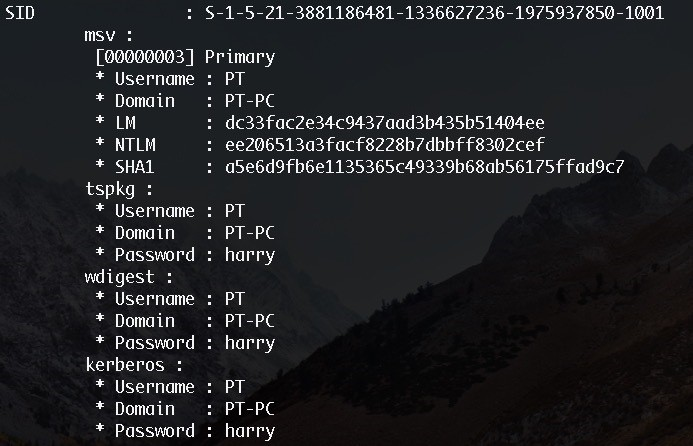 SID : S-1-5-21-3881186481-1336627236-1975937850-1001
msv :
[00000003] Primary
* Username : PT
* Domain : PT-PC
* LM : dc33fac2e34c9437aad3b435b51404ee
* NTLM : ee206513a3facf8228b7dbbff8302cef
* SHA1 : a5e6d9fb6e1135365c49339b68ab56175ffad9c7
tspkg :
* Username : PT
* Domain : PT-PC
* Password : harry
wdigest :
* Username : PT
* Domain : PT-PC
* Password : harry
kerberos :
* Username : PT
* Domain : PT-PC
* Password : harry